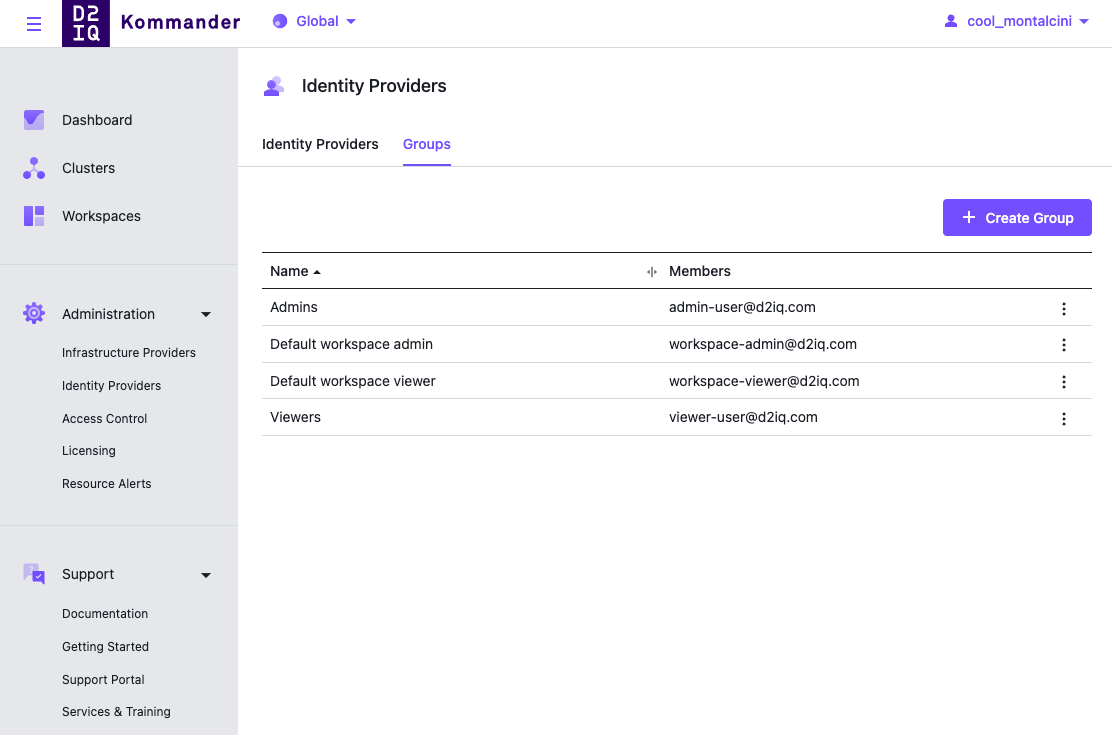 D2
IQ
Kommander
Global
cool_montalcini
Dashboard
Clusters
Workspaces
Administration
Infrastructure Providers
Identity Providers
Access Control
Licensing
Resource Alerts
Support
Documentation
Getting Started
Support Portal
Services & Training
Identity Providers
Identity Providers Groups
+ Create Group
Name Members
Admins admin-user@d2iq.com
Default workspace admin workspace-admin@d2iq.com
Default workspace viewer workspace-viewer@d2iq.com
Viewers viewer-user@d2iq.com